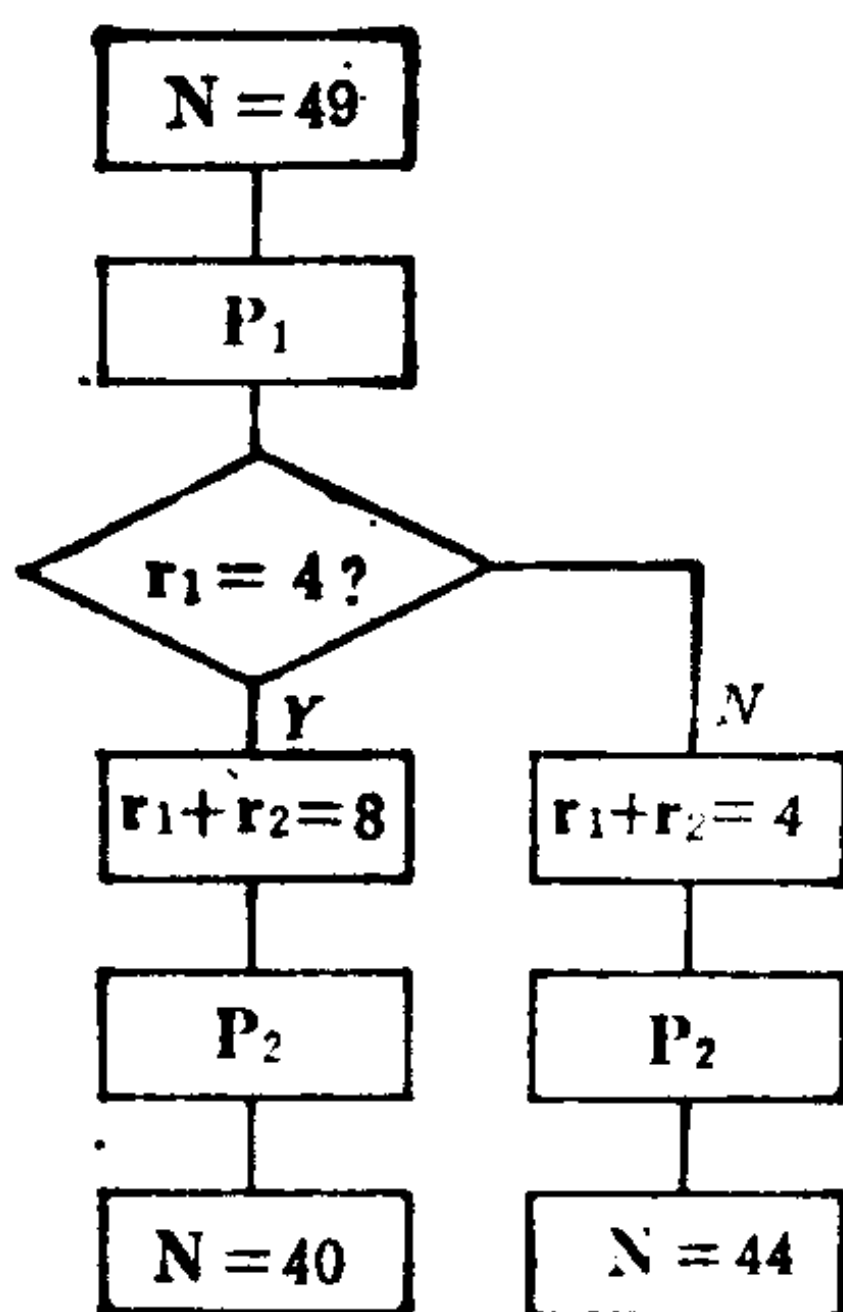 N = 49
P₁
r₁ = 4 ?
Y
N
r₁ + r₂ = 8
r₁ + r₂ = 4
P₂
P₂
N = 40
N = 44